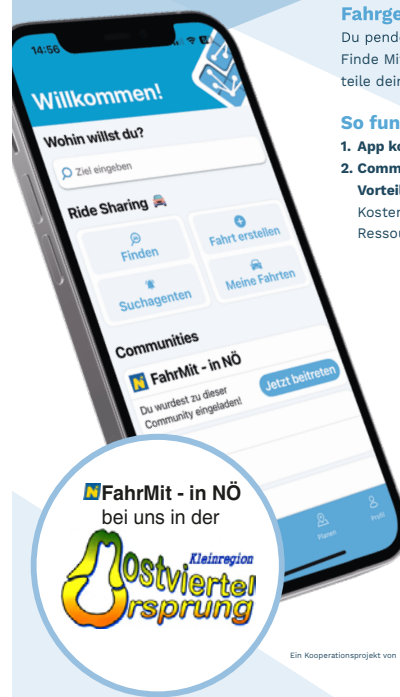 14:56
Willkommen!
Wohin willst du?
Ziel eingeben
Ride Sharing
Finden
Fahrt erstellen
Suchagenten
Meine Fahrten
Communities
FahrMit - in NÖ
Du wurdest zu dieser
Community eingeladen!
Jetzt beitreten
Planen
Profil
N FahrMit - in NÖ
bei uns in der
Kleinregion
Mostviertel
Ursprung
Fahrge
Du pend
Finde Mi
teile dei
So fun
1. App ko
2. Comm
Vorteil
Koster
Ressou
Ein Kooperationsprojekt von